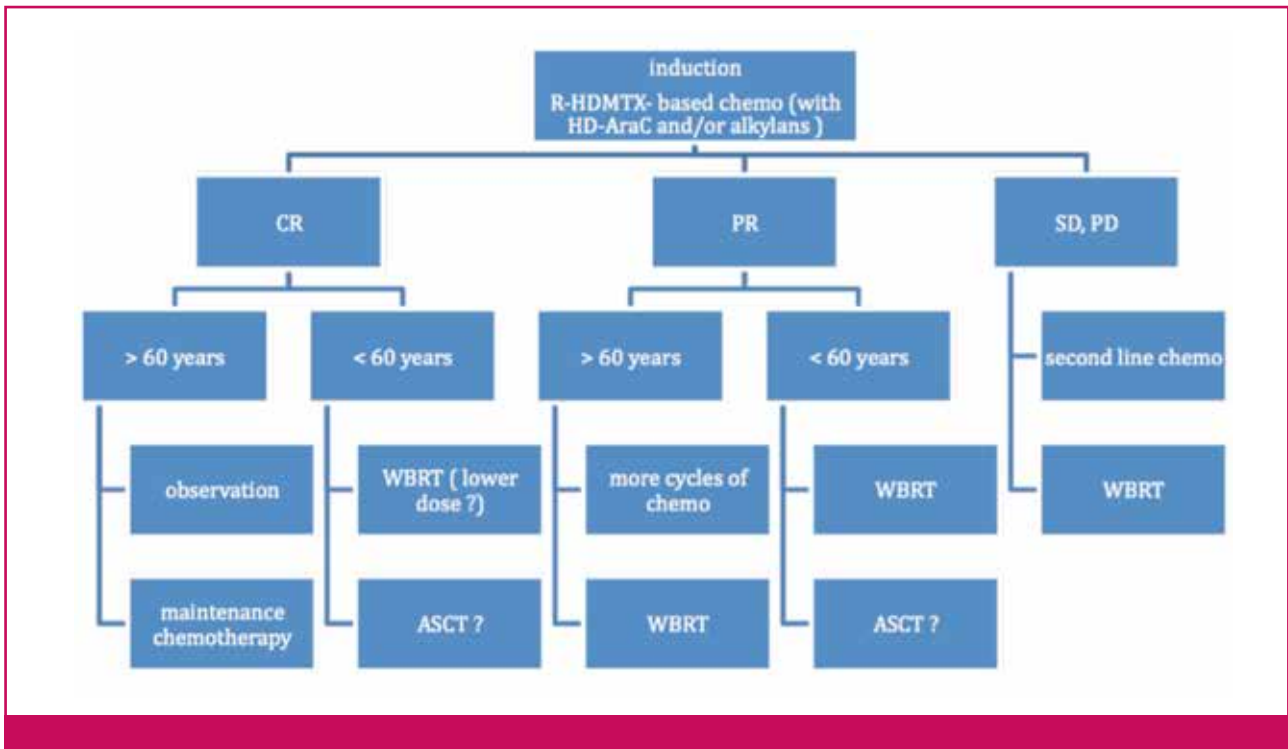 induction
R-HDMTX- based chemo (with
HD-AraC and/or alkylans )
CR
PR
SD, PD
> 60 years
< 60 years
> 60 years
< 60 years
second line chemo
observation
WBRT ( lower
dose ?)
more cycles of
chemo
WBRT
WBRT
maintenance
chemotherapy
ASCT ?
WBRT
ASCT ?